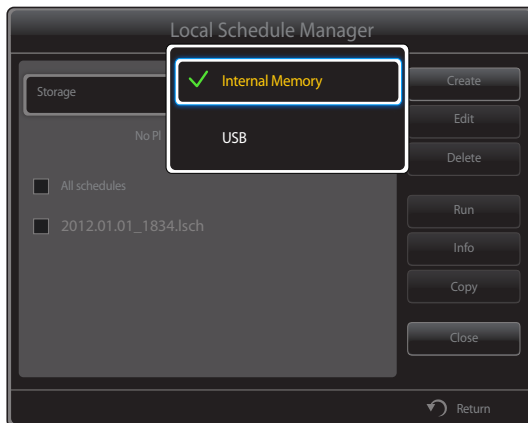 Local Schedule Manager
Storage
Internal Memory
USB
No Pl
All schedules
2012.01.01_1834.lsch
Create
Edit
Delete
Run
Info
Copy
Close
Return